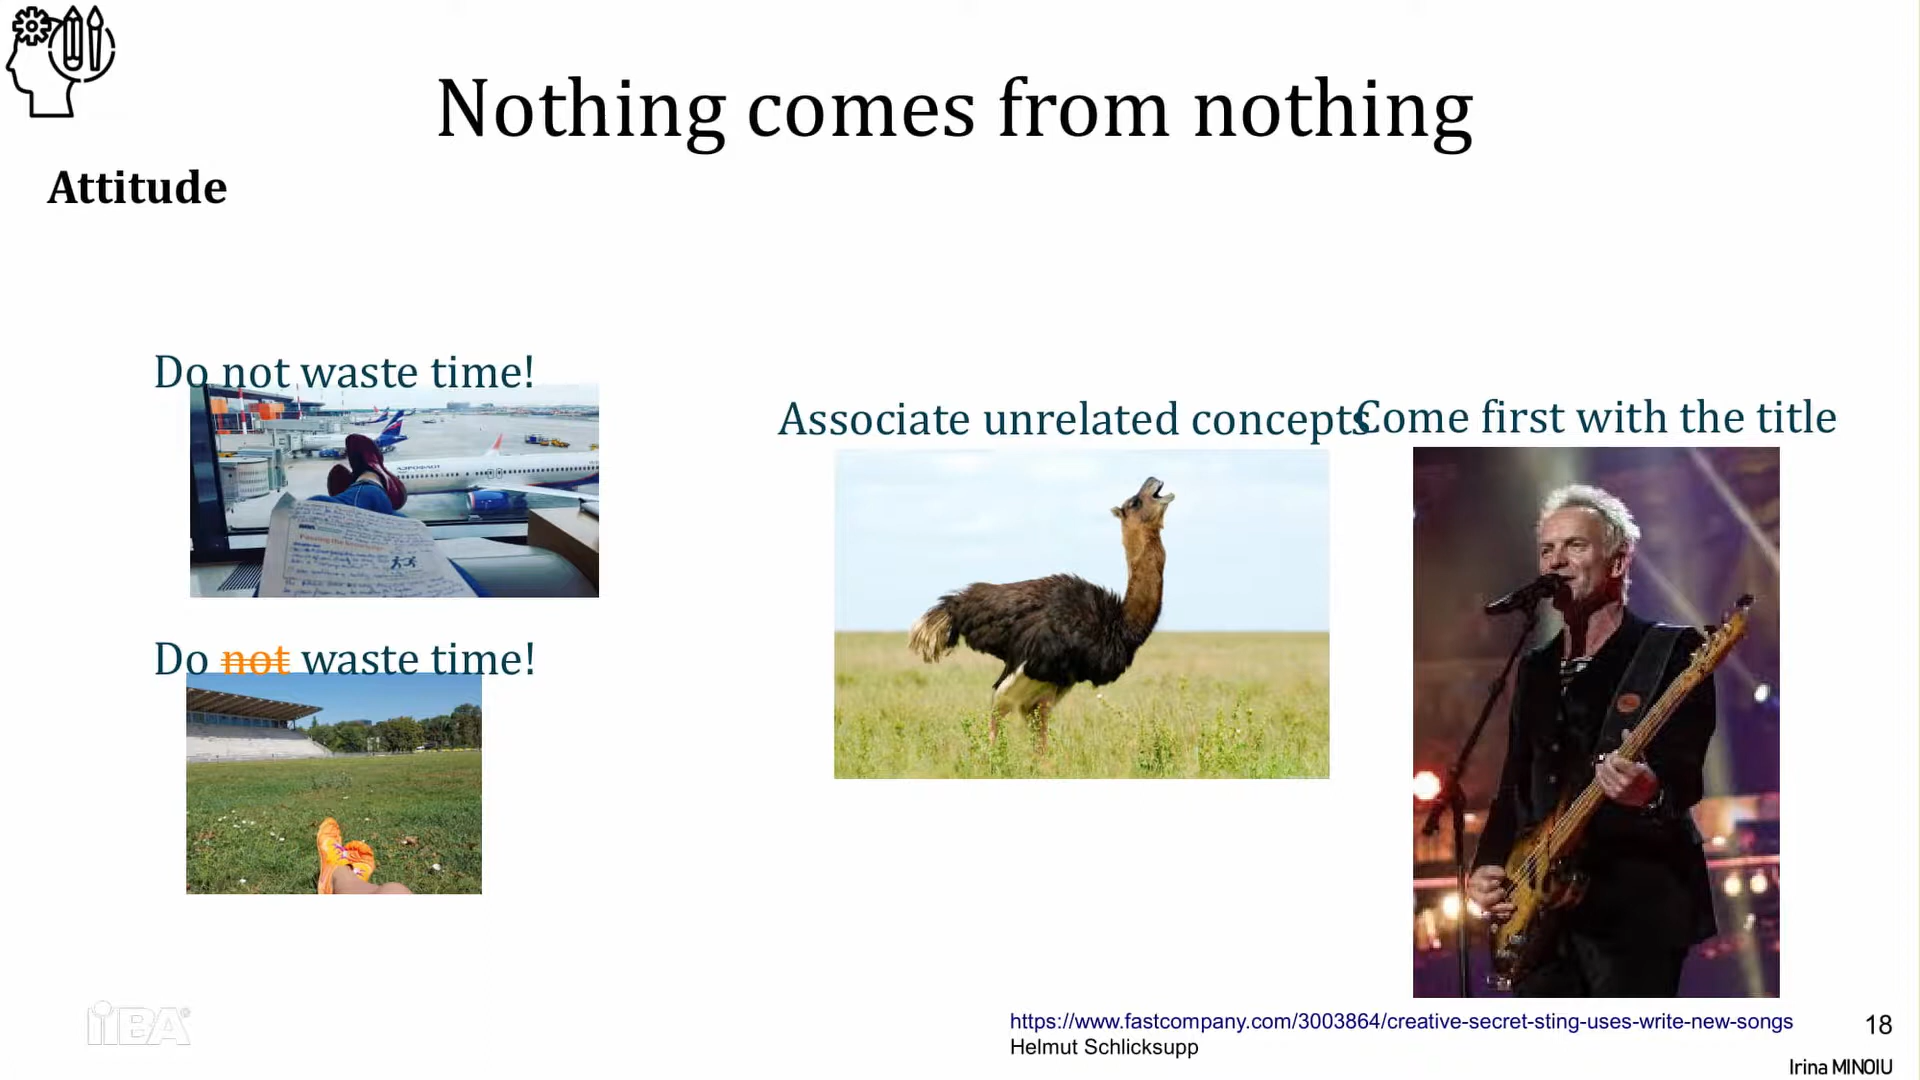 Nothing comes from nothing
Attitude
Do not waste time!
АЭРОФЛОТ
Do not waste time!
Associate unrelated concepts
Come first with the title
IIBA®
https://www.fastcompany.com/3003864/creative-secret-sting-uses-write-new-songs
Helmut Schlicksupp
18
Irina MINOIU